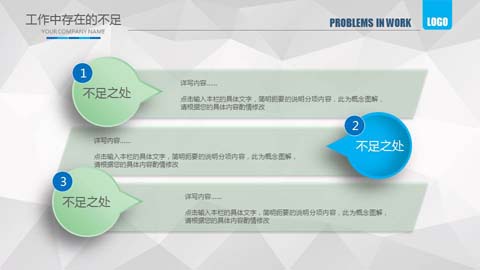 工作中存在的不足
YOUR COMPANY NAME
PROBLEMS IN WORK
LOGO
1
不足之处
详写内容......
点击输入本栏的具体文字，简明扼要的说明分项内容，此为概念图解，
请根据您的具体内容酌情修改
2
不足之处
详写内容......
点击输入本栏的具体文字，简明扼要的说明分项内容，此为概念图解，
请根据您的具体内容酌情修改
3
不足之处
详写内容......
点击输入本栏的具体文字，简明扼要的说明分项内容，此为概念图解，
请根据您的具体内容酌情修改